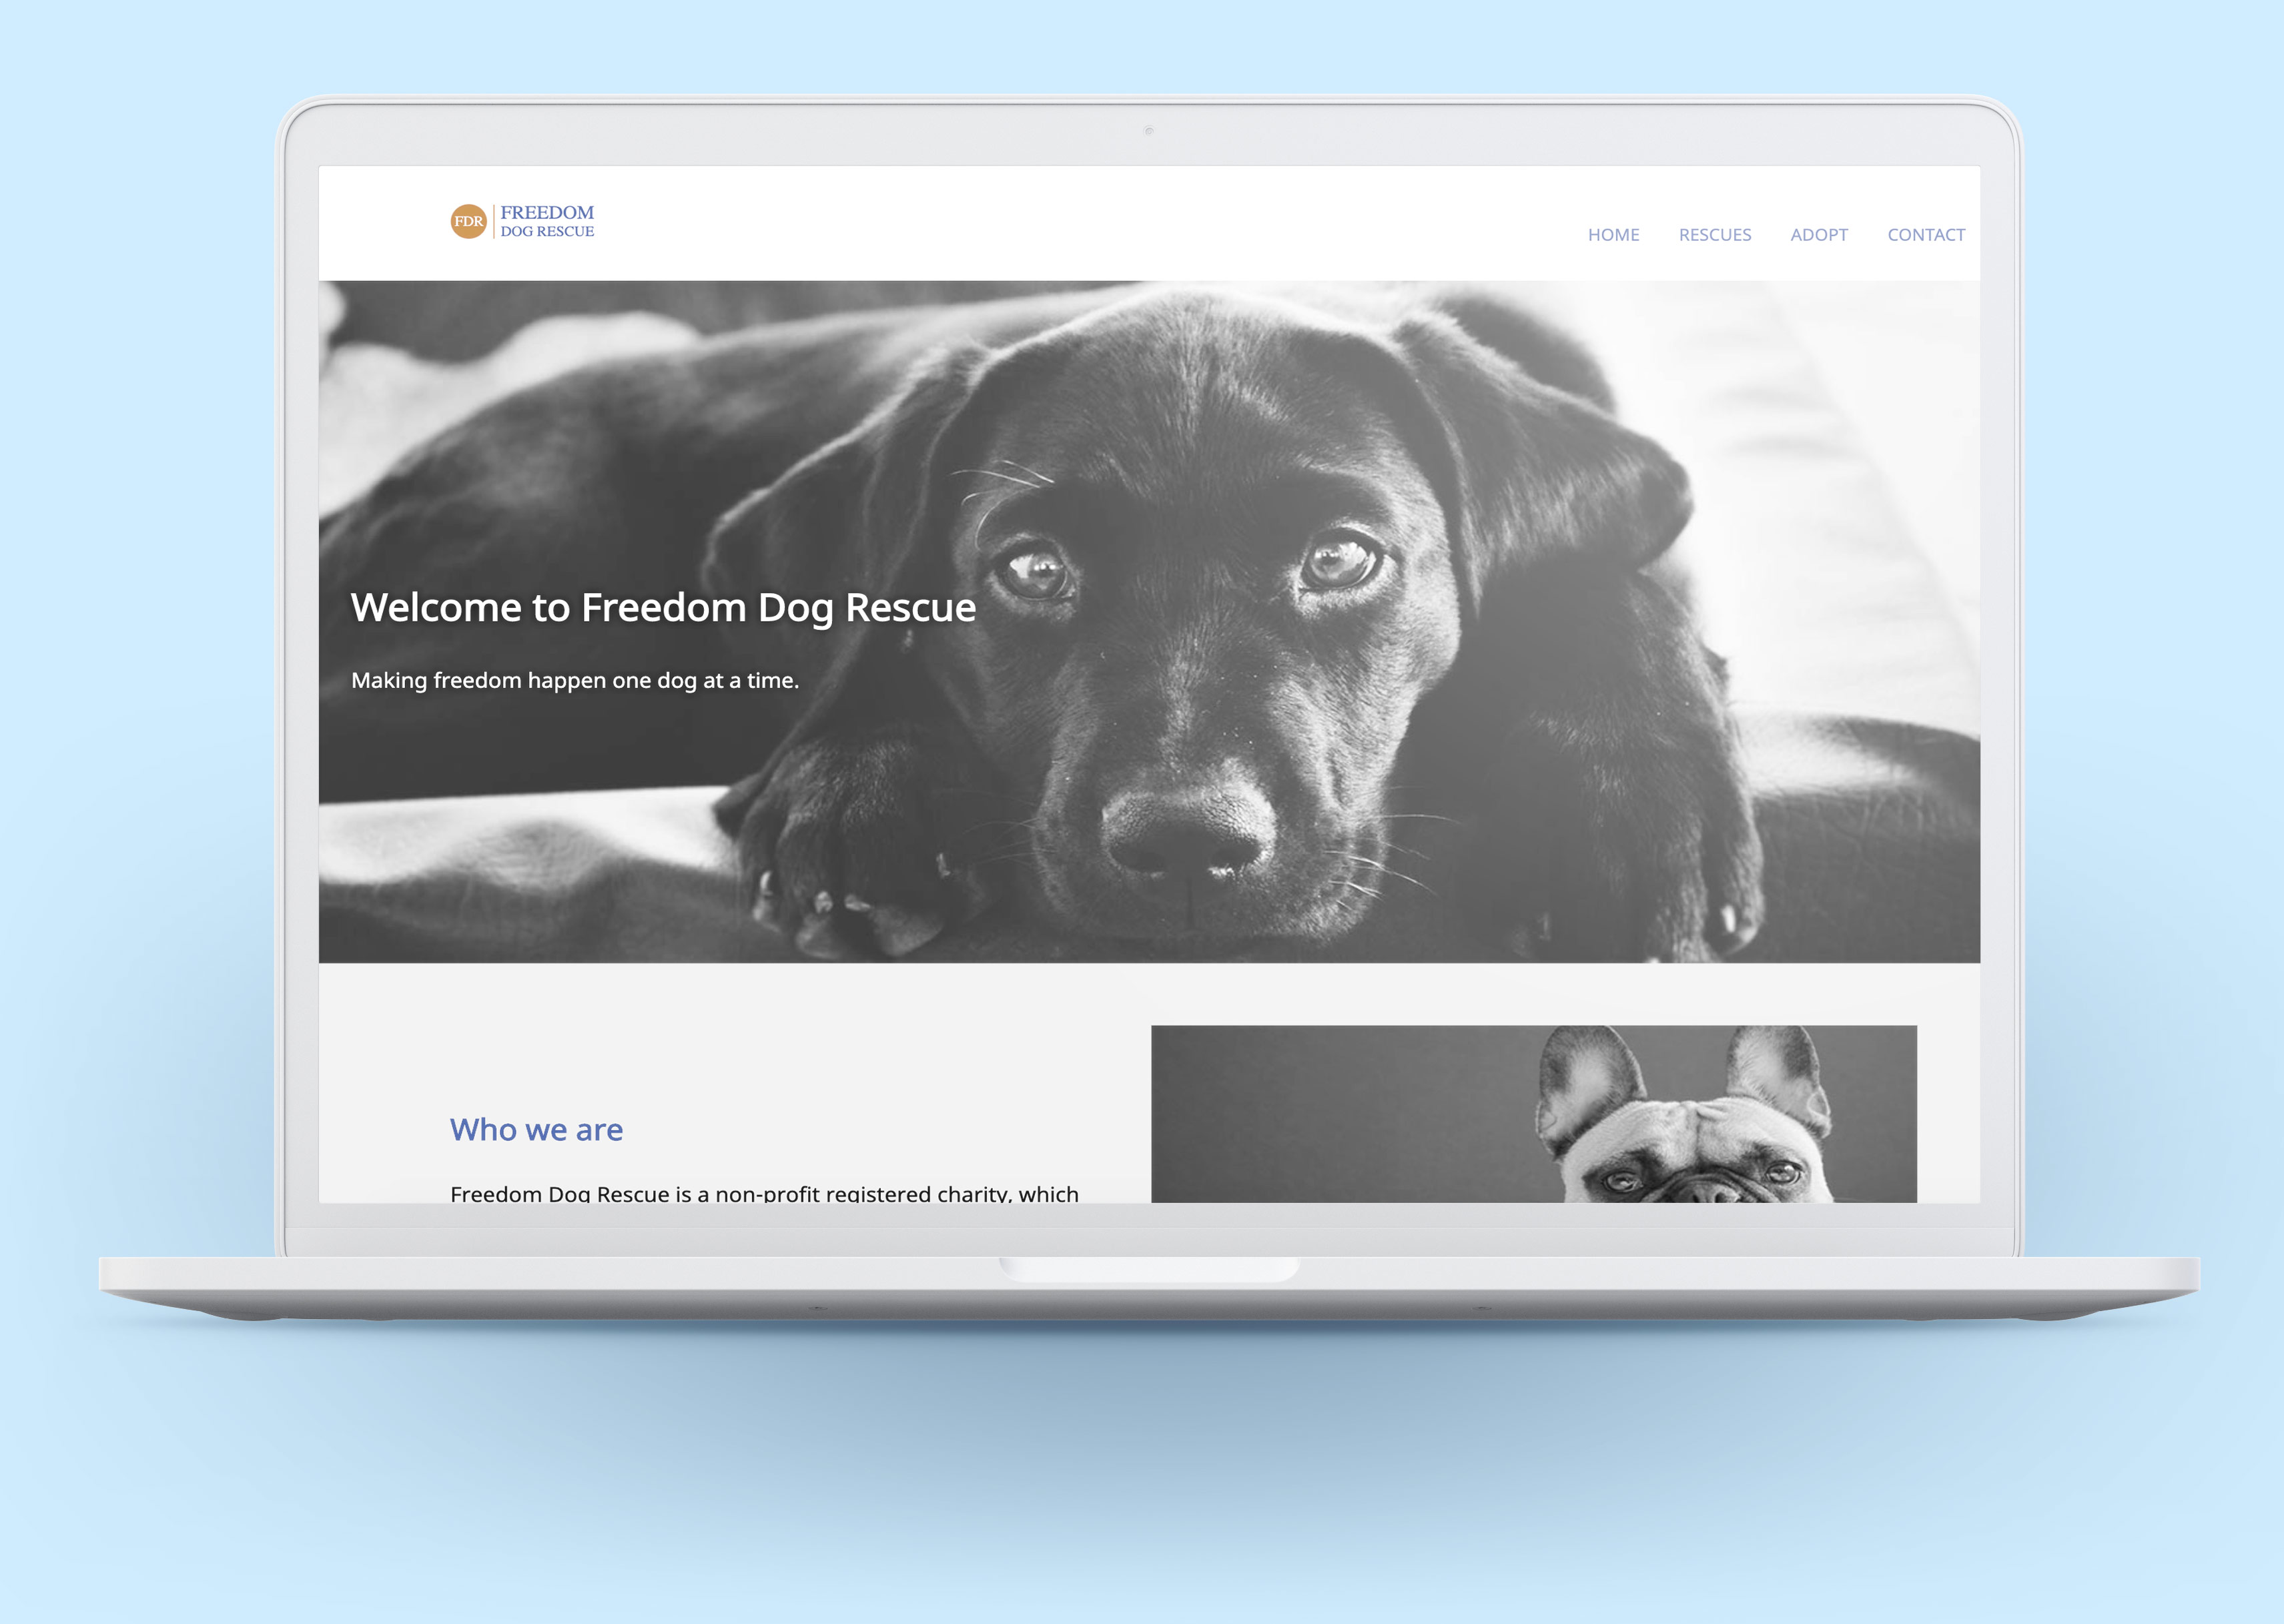 FDR
FREEDOM
DOG RESCUE
HOME RESCUES ADOPT CONTACT
Welcome to Freedom Dog Rescue
Making freedom happen one dog at a time.
Who we are
Freedom Dog Rescue is a non-profit registered charity, which